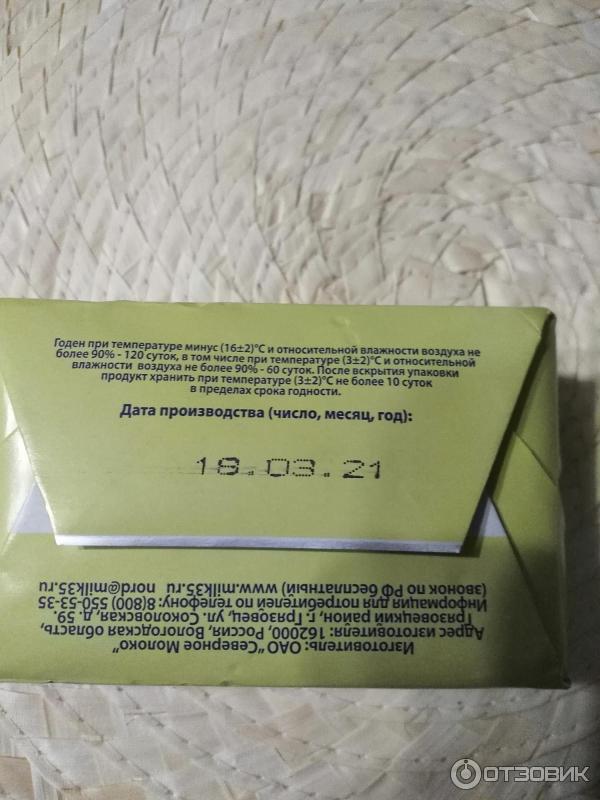 Годен при температуре минус (16±2)°С и относительной влажности воздуха не
более 90% - 120 суток, в том числе при температуре (3±2)°С и относительной
влажности воздуха не более 90% - 60 суток. После вскрытия упаковки
продукт хранить при температуре (3±2)°С не более 10 суток
в пределах срока годности.
Дата производства (число, месяц, год):
18.03.21
Изготовитель: ОАО "Северное Молоко"
Адрес изготовителя: 162000, Россия, Вологодская область,
Грязовецкий район, г. Грязовец, ул. Соколовская, д. 59.
Информация для потребителей по телефону: 8(800) 550-53-35
(звонок по РФ бесплатный) www.milk35.ru nord@milk35.ru
ОТЗОВИК